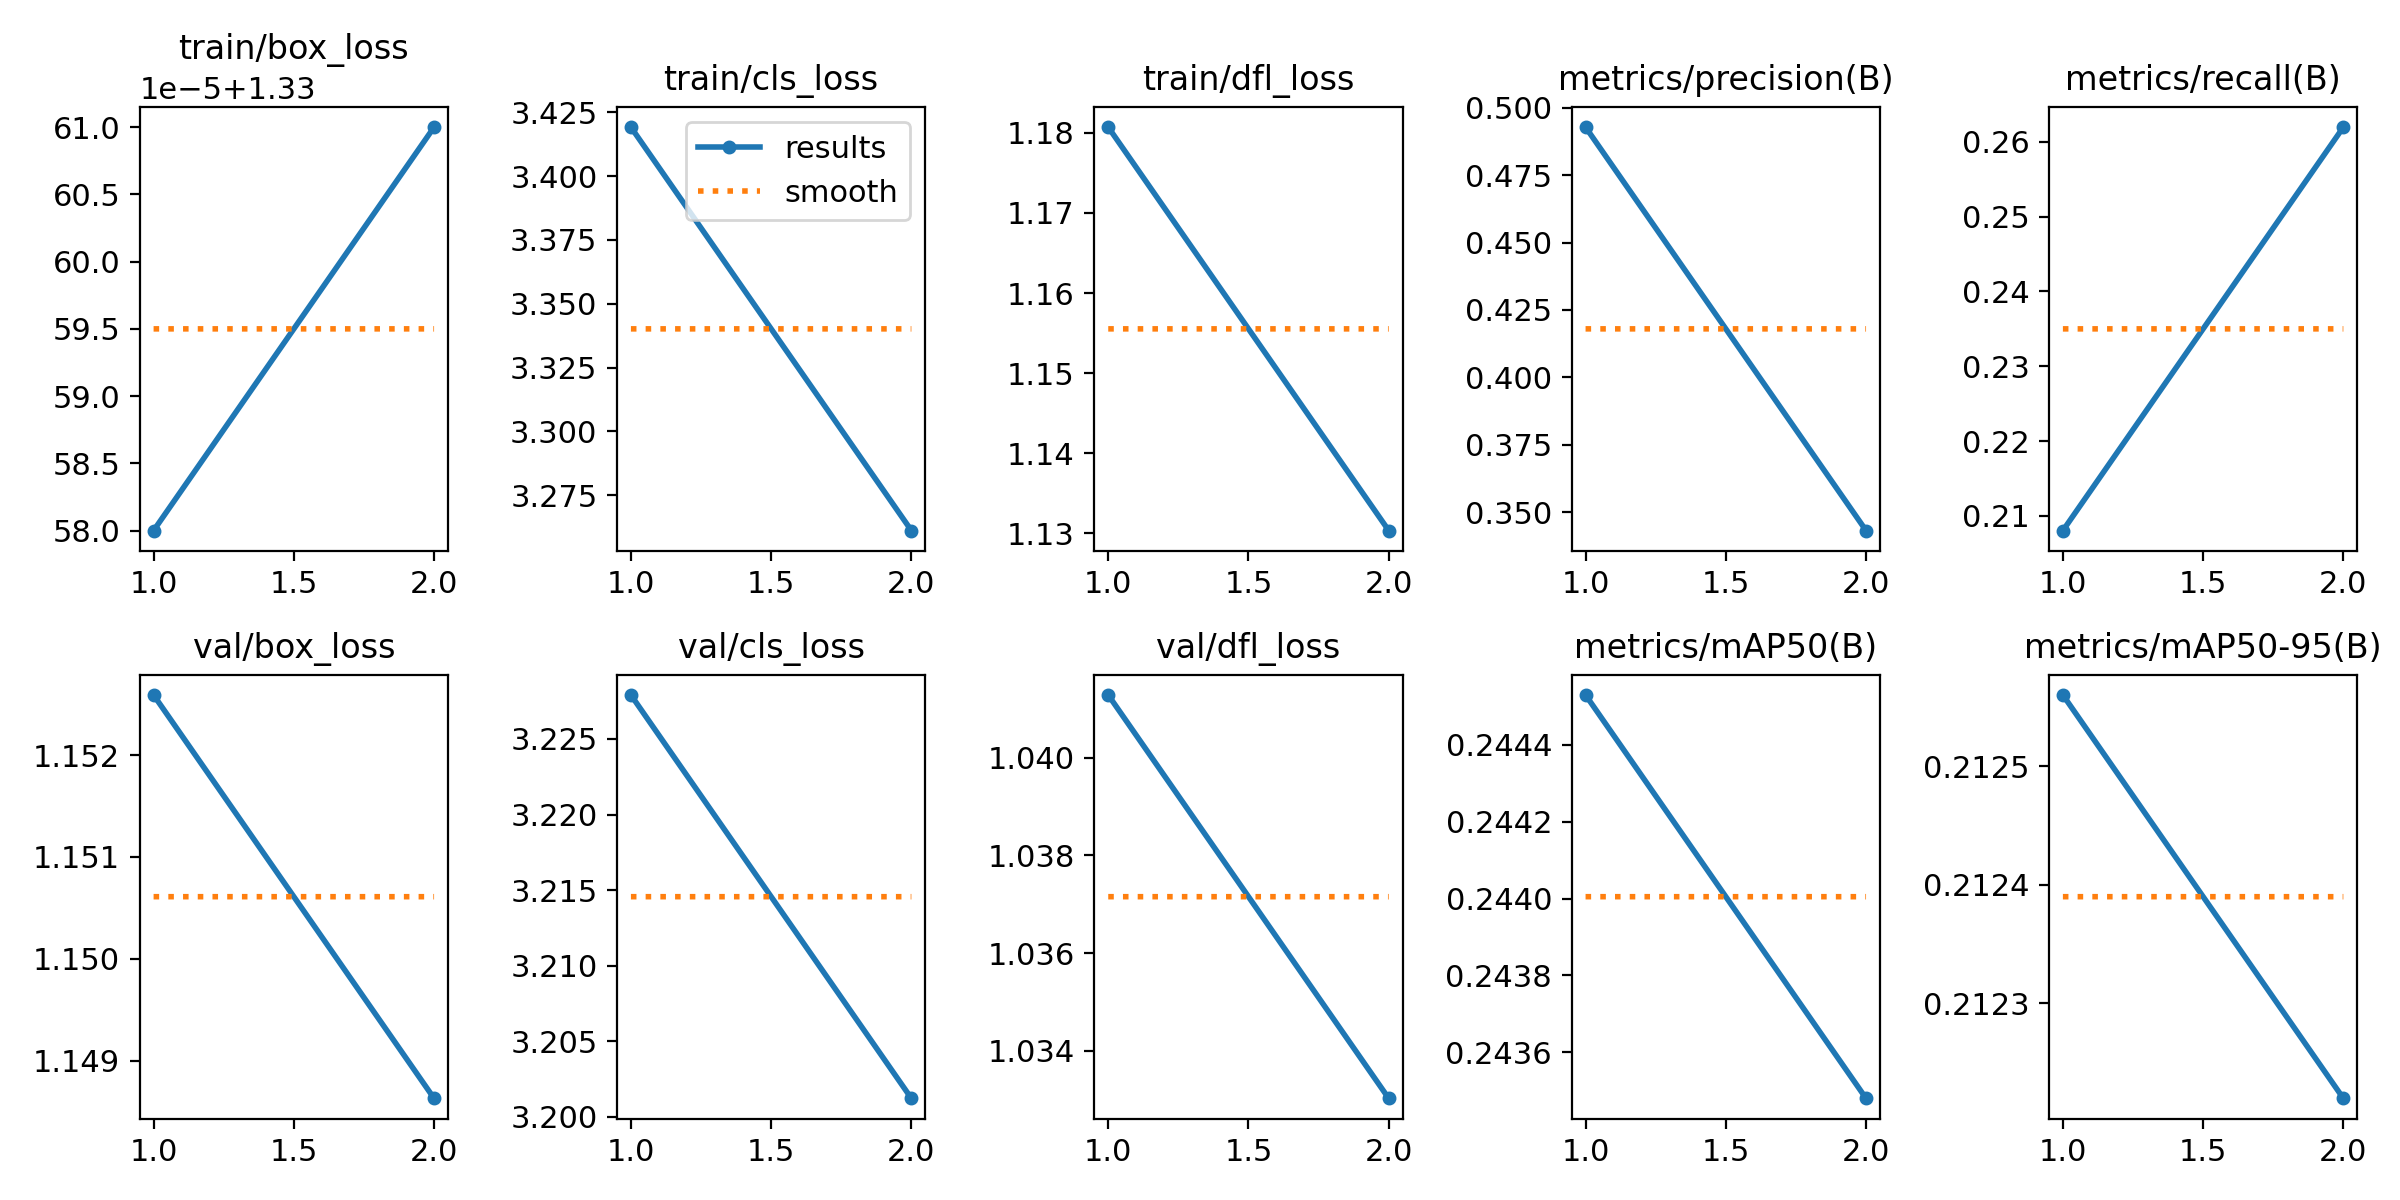 train/box_loss
1e−5+1.33
61.0
60.5
60.0
59.5
59.0
58.5
58.0
1.0 1.5 2.0
train/cls_loss
3.425
3.400
3.375
3.350
3.325
3.300
3.275
results
smooth
1.0 1.5 2.0
train/dfl_loss
1.18
1.17
1.16
1.15
1.14
1.13
1.0 1.5 2.0
metrics/precision(B)
0.500
0.475
0.450
0.425
0.400
0.375
0.350
1.0 1.5 2.0
metrics/recall(B)
0.26
0.25
0.24
0.23
0.22
0.21
1.0 1.5 2.0
val/box_loss
1.152
1.151
1.150
1.149
1.0 1.5 2.0
val/cls_loss
3.225
3.220
3.215
3.210
3.205
3.200
1.0 1.5 2.0
val/dfl_loss
1.040
1.038
1.036
1.034
1.0 1.5 2.0
metrics/mAP50(B)
0.2444
0.2442
0.2440
0.2438
0.2436
1.0 1.5 2.0
metrics/mAP50-95(B)
0.2125
0.2124
0.2123
1.0 1.5 2.0